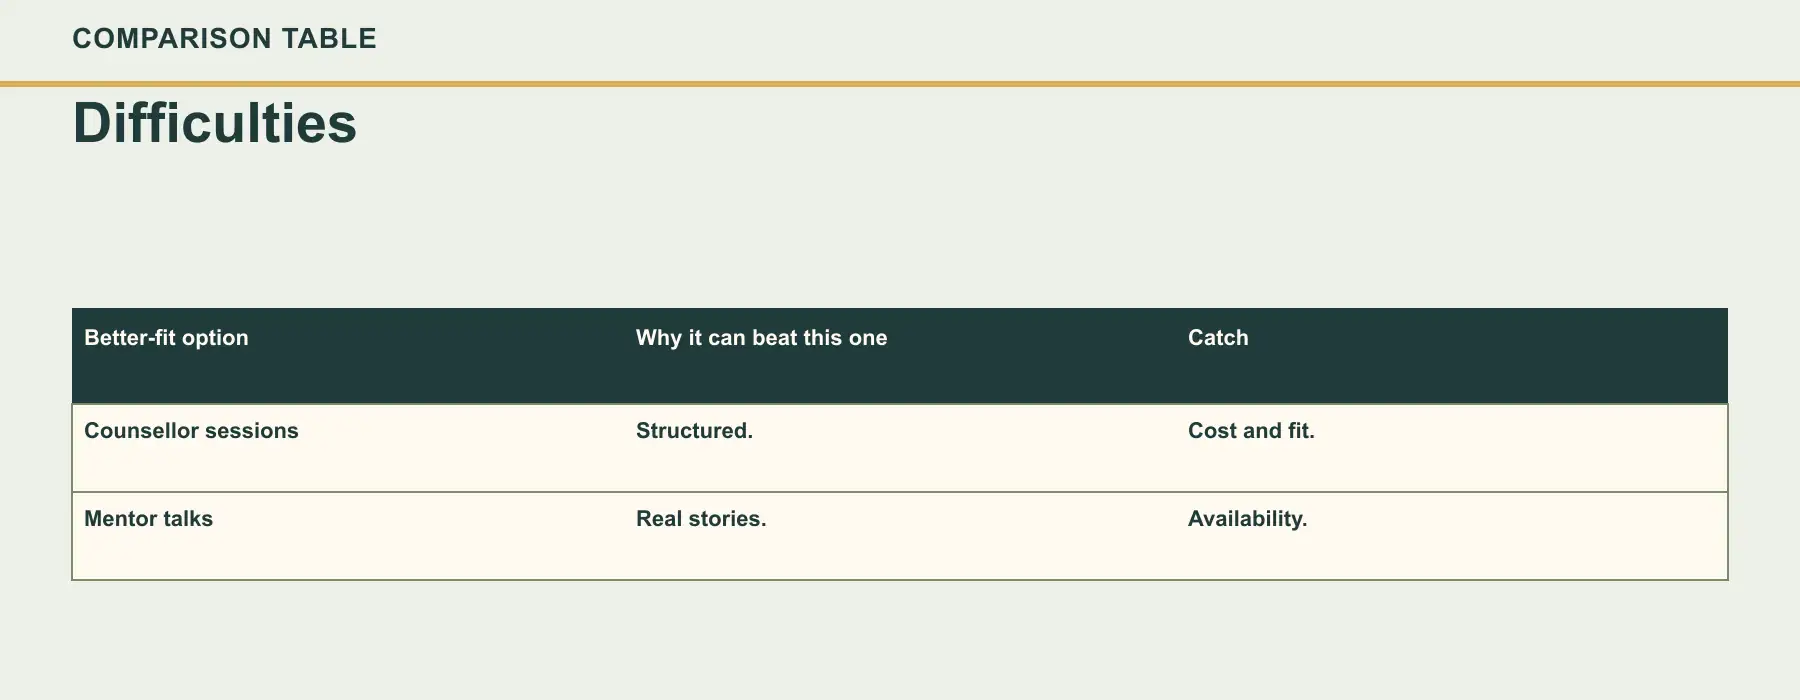 COMPARISON TABLE
Difficulties
Better-fit option Why it can beat this one Catch
Counsellor sessions Structured. Cost and fit.
Mentor talks Real stories. Availability.